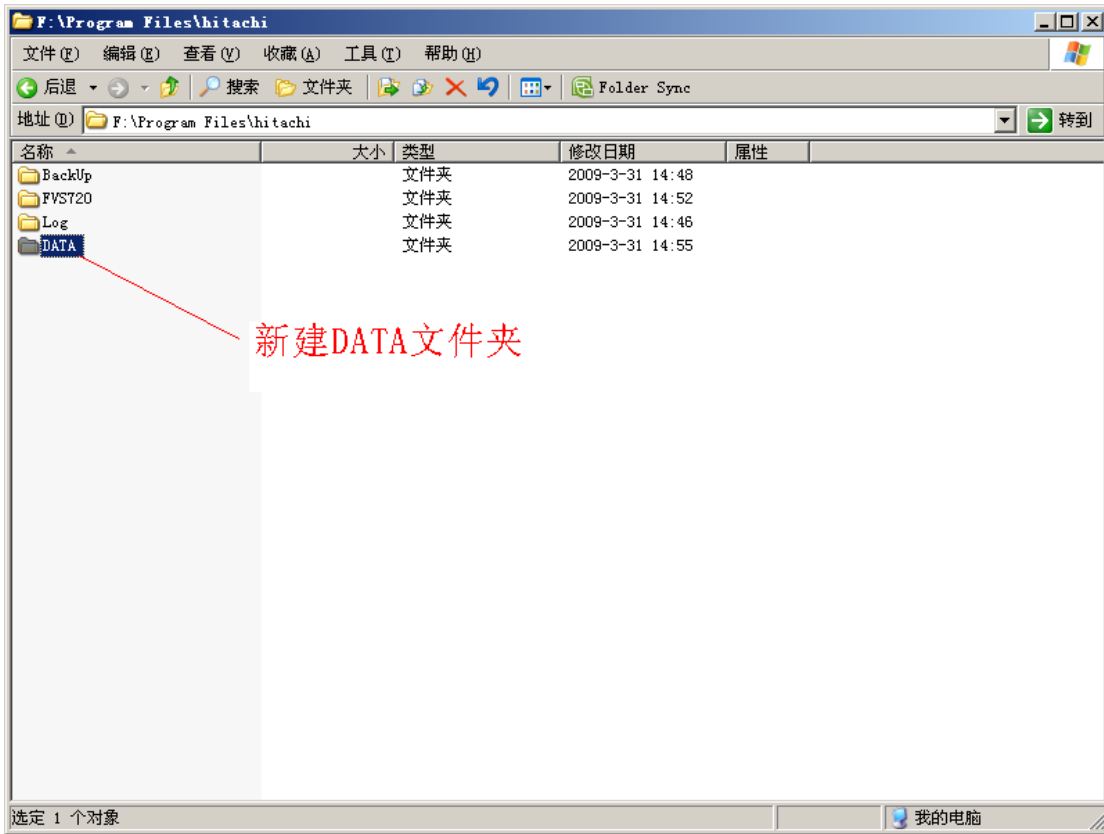 F:\Program Files\hitachi
文件(F) 编辑(E) 查看(V) 收藏(A) 工具(T) 帮助(H)
后退 搜索 文件夹 Folder Sync
地址(D) F:\Program Files\hitachi 转到
名称 大小 类型 修改日期 属性
BackUp 文件夹 2009-3-31 14:48
FVS720 文件夹 2009-3-31 14:52
Log 文件夹 2009-3-31 14:46
DATA 文件夹 2009-3-31 14:55
新建DATA文件夹
选定 1 个对象 我的电脑